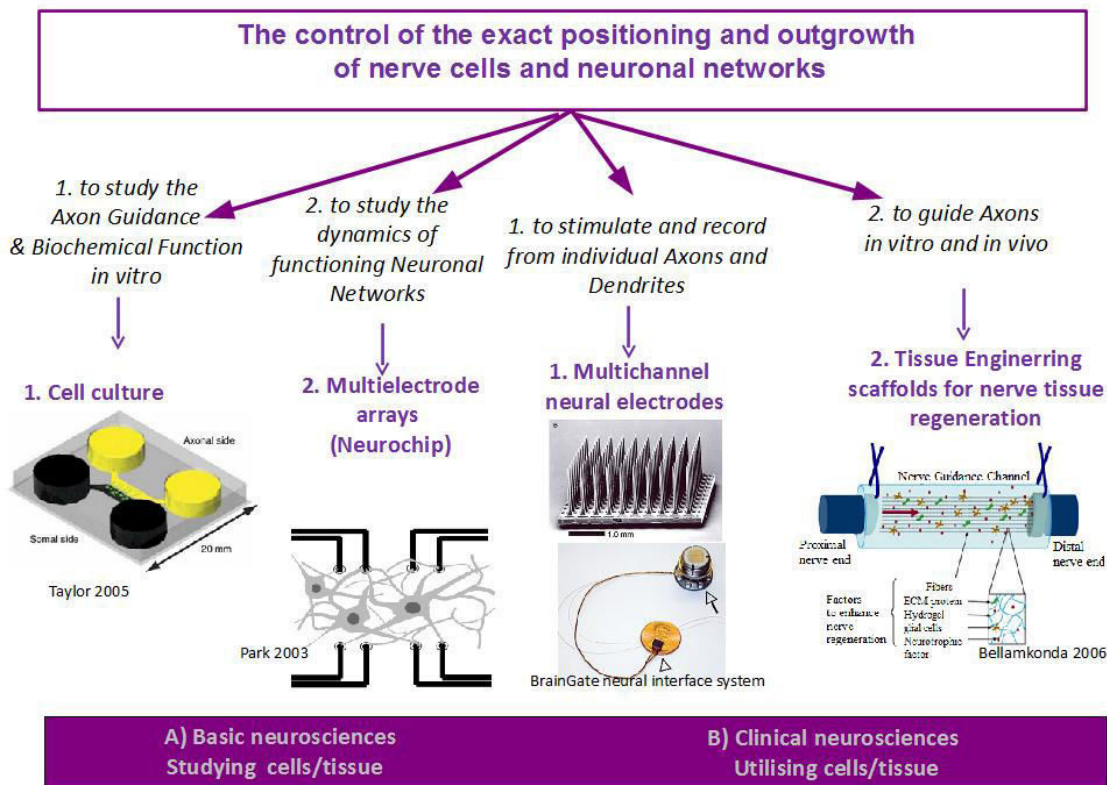 The control of the exact positioning and outgrowth
of nerve cells and neuronal networks
1. to study the
Axon Guidance
& Biochemical Function
in vitro
2. to study the
dynamics of
functioning Neuronal
Networks
1. to stimulate and record
from individual Axons and
Dendrites
2. to guide Axons
in vitro and in vivo
1. Cell culture
2. Multielectrode
arrays
(Neurochip)
1. Multichannel
neural electrodes
2. Tissue Enginerring
scaffolds for nerve tissue
regeneration
Axonal side
Somal side
20 mm
Taylor 2005
Park 2003
1.0 mm
BrainGate neural interface system
Nerve Guidance Channel
Proximal
nerve end
Distal
nerve end
Factors
to enhance
nerve
regeneration
Fibers
ECM protein
Hydrogel
glial cells
Neurotrophic
factor
Bellamkonda 2006
A) Basic neurosciences
Studying cells/tissue
B) Clinical neurosciences
Utilising cells/tissue